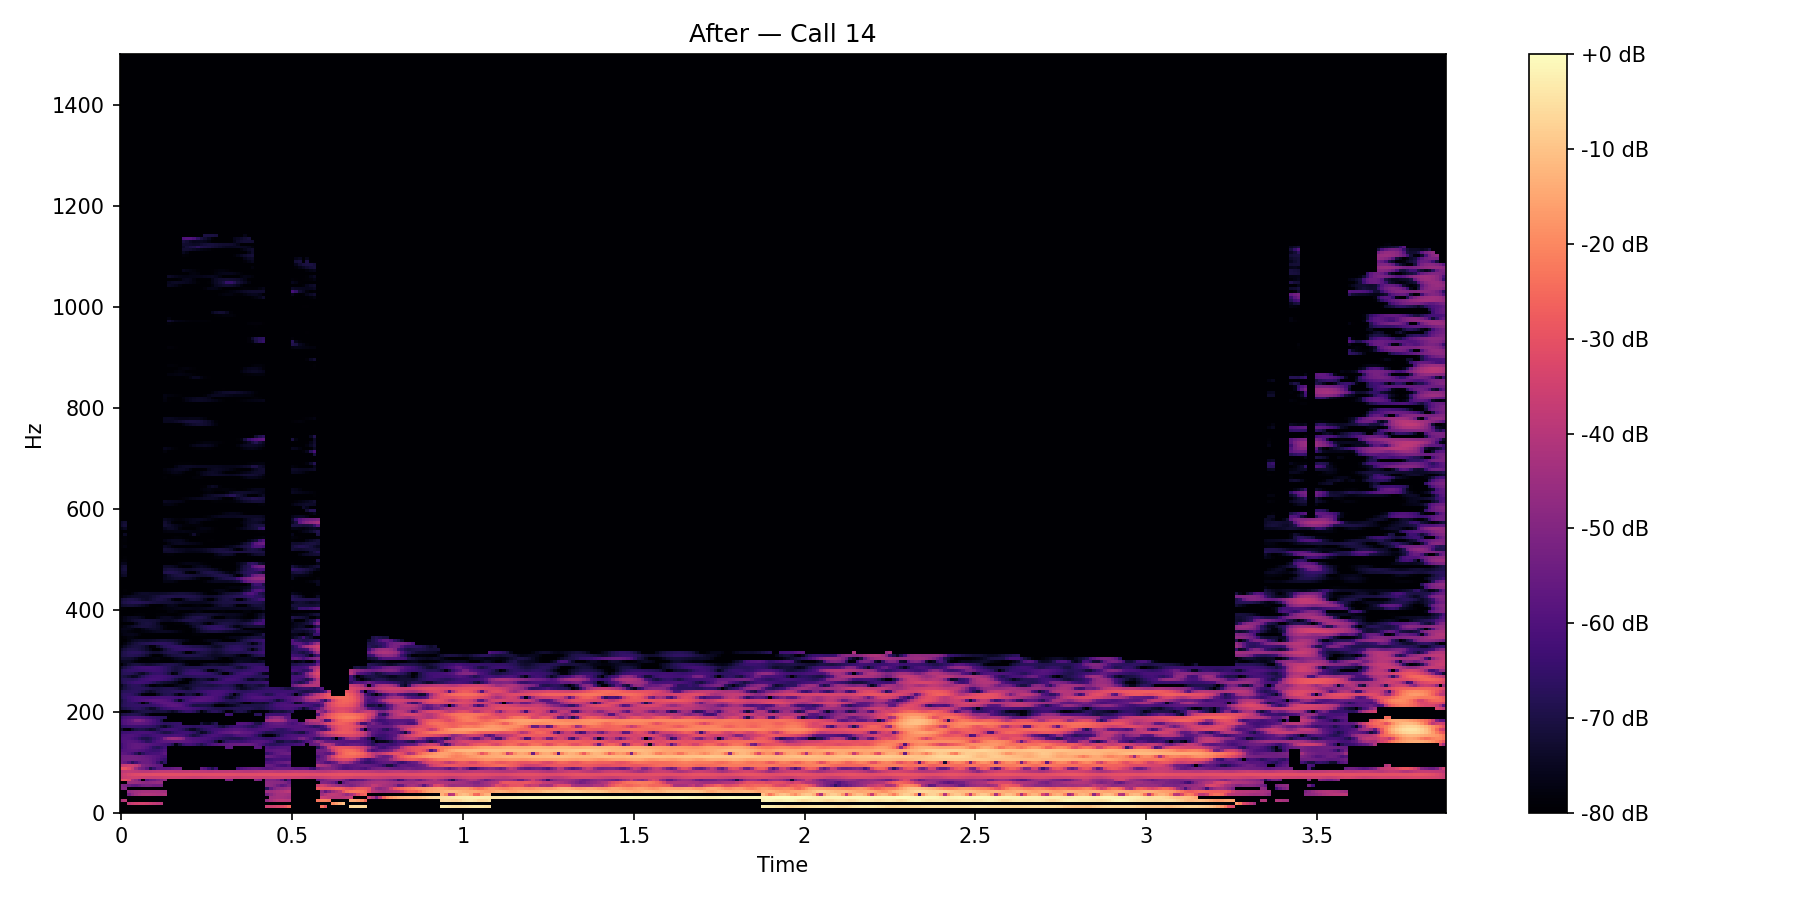 After — Call 14
Hz
1400
1200
1000
800
600
400
200
0
0 0.5 1 1.5 2 2.5 3 3.5
Time
+0 dB
-10 dB
-20 dB
-30 dB
-40 dB
-50 dB
-60 dB
-70 dB
-80 dB